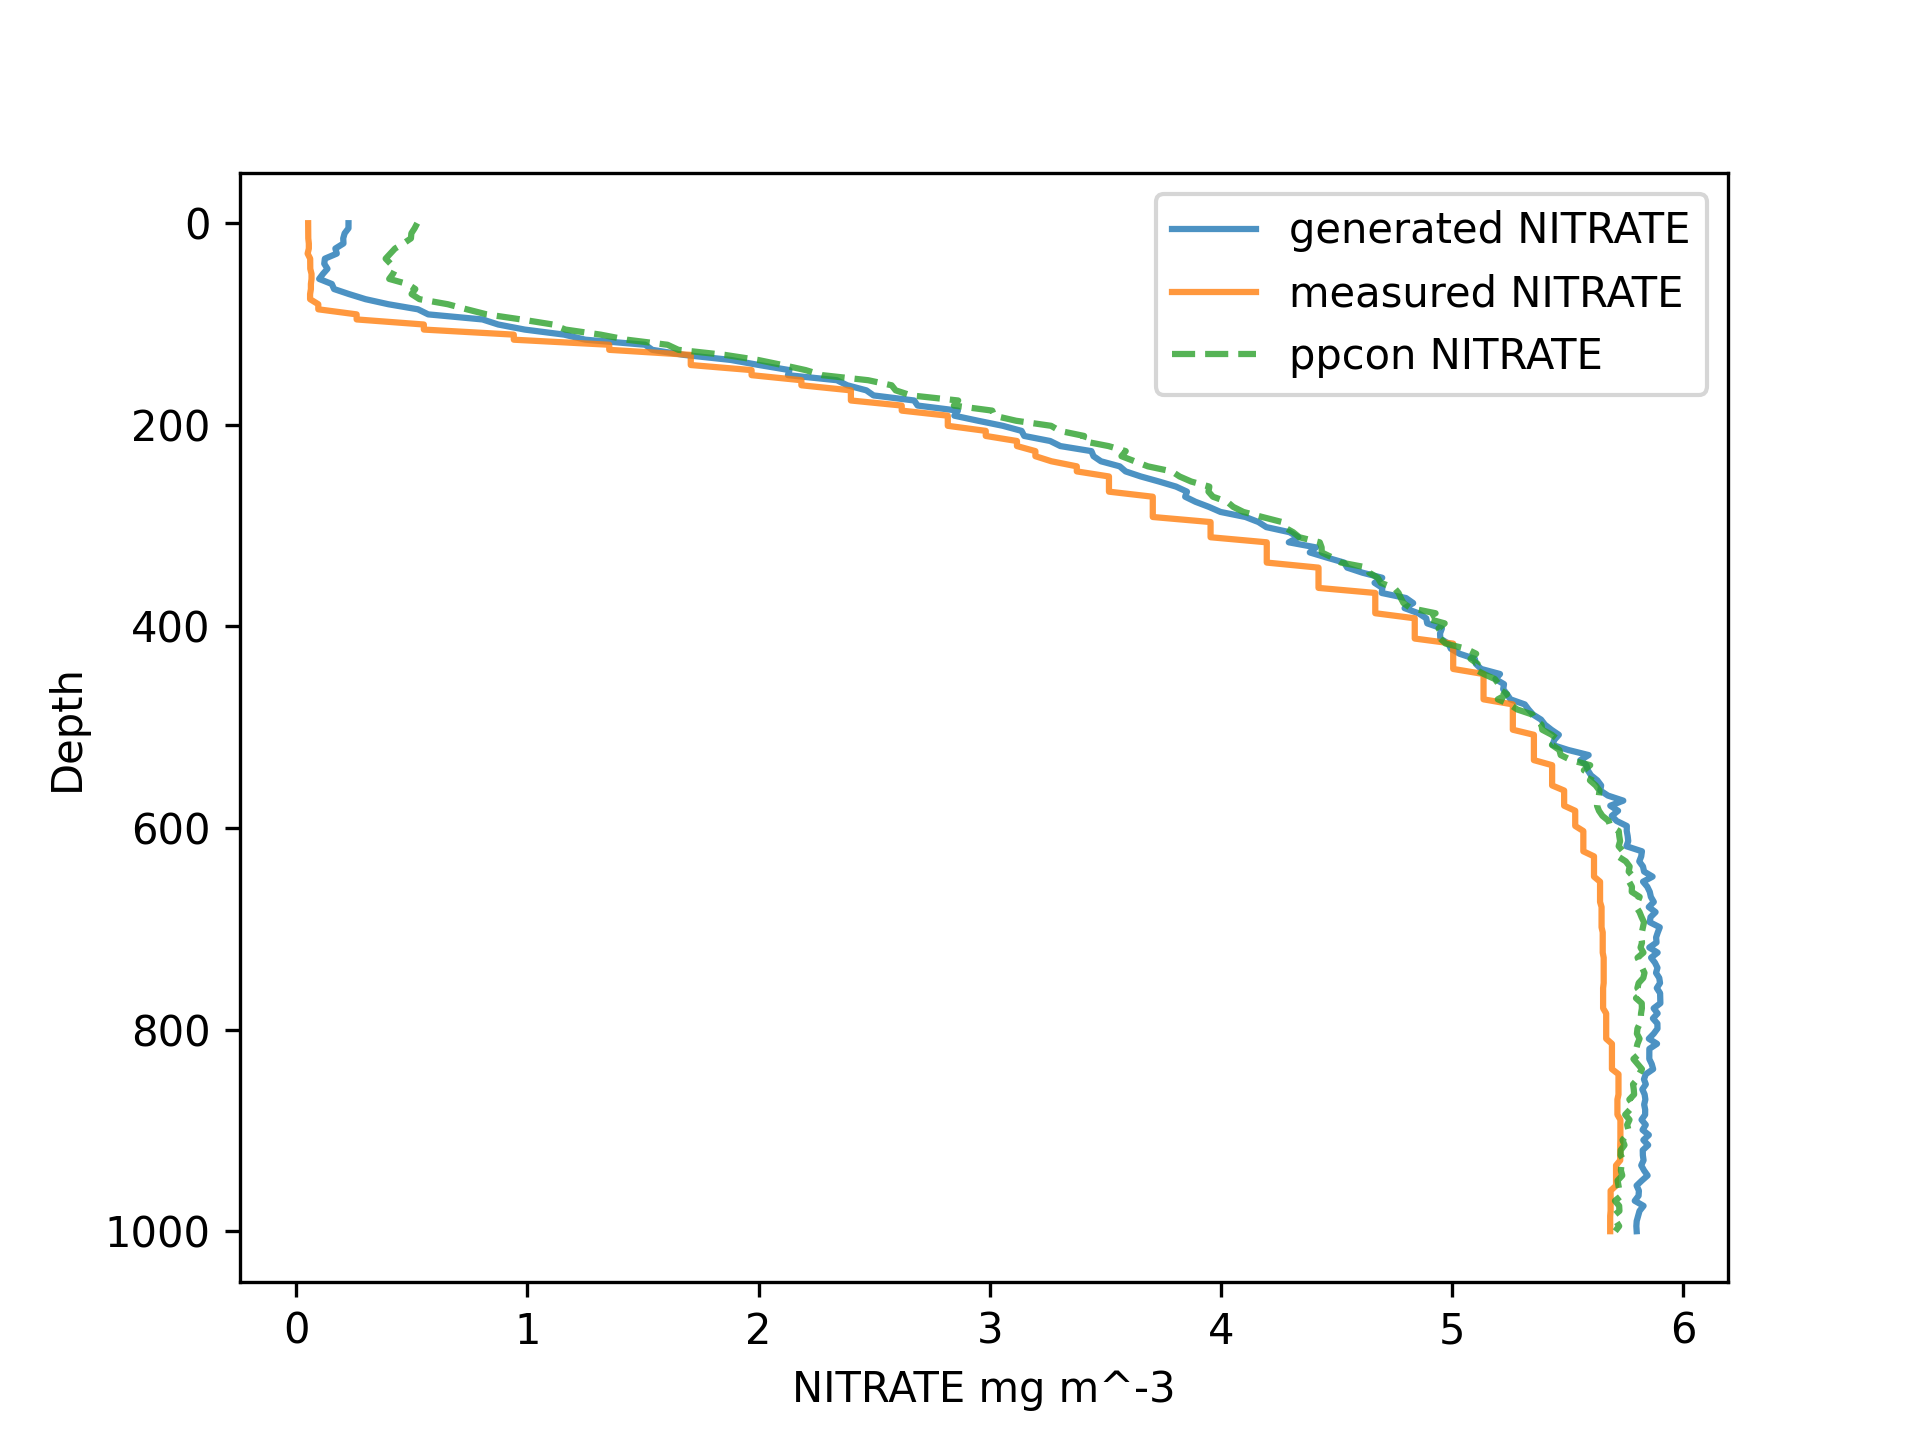 generated NITRATE
measured NITRATE
ppcon NITRATE
0
200
400
600
800
1000
Depth
0 1 2 3 4 5 6
NITRATE mg m^-3